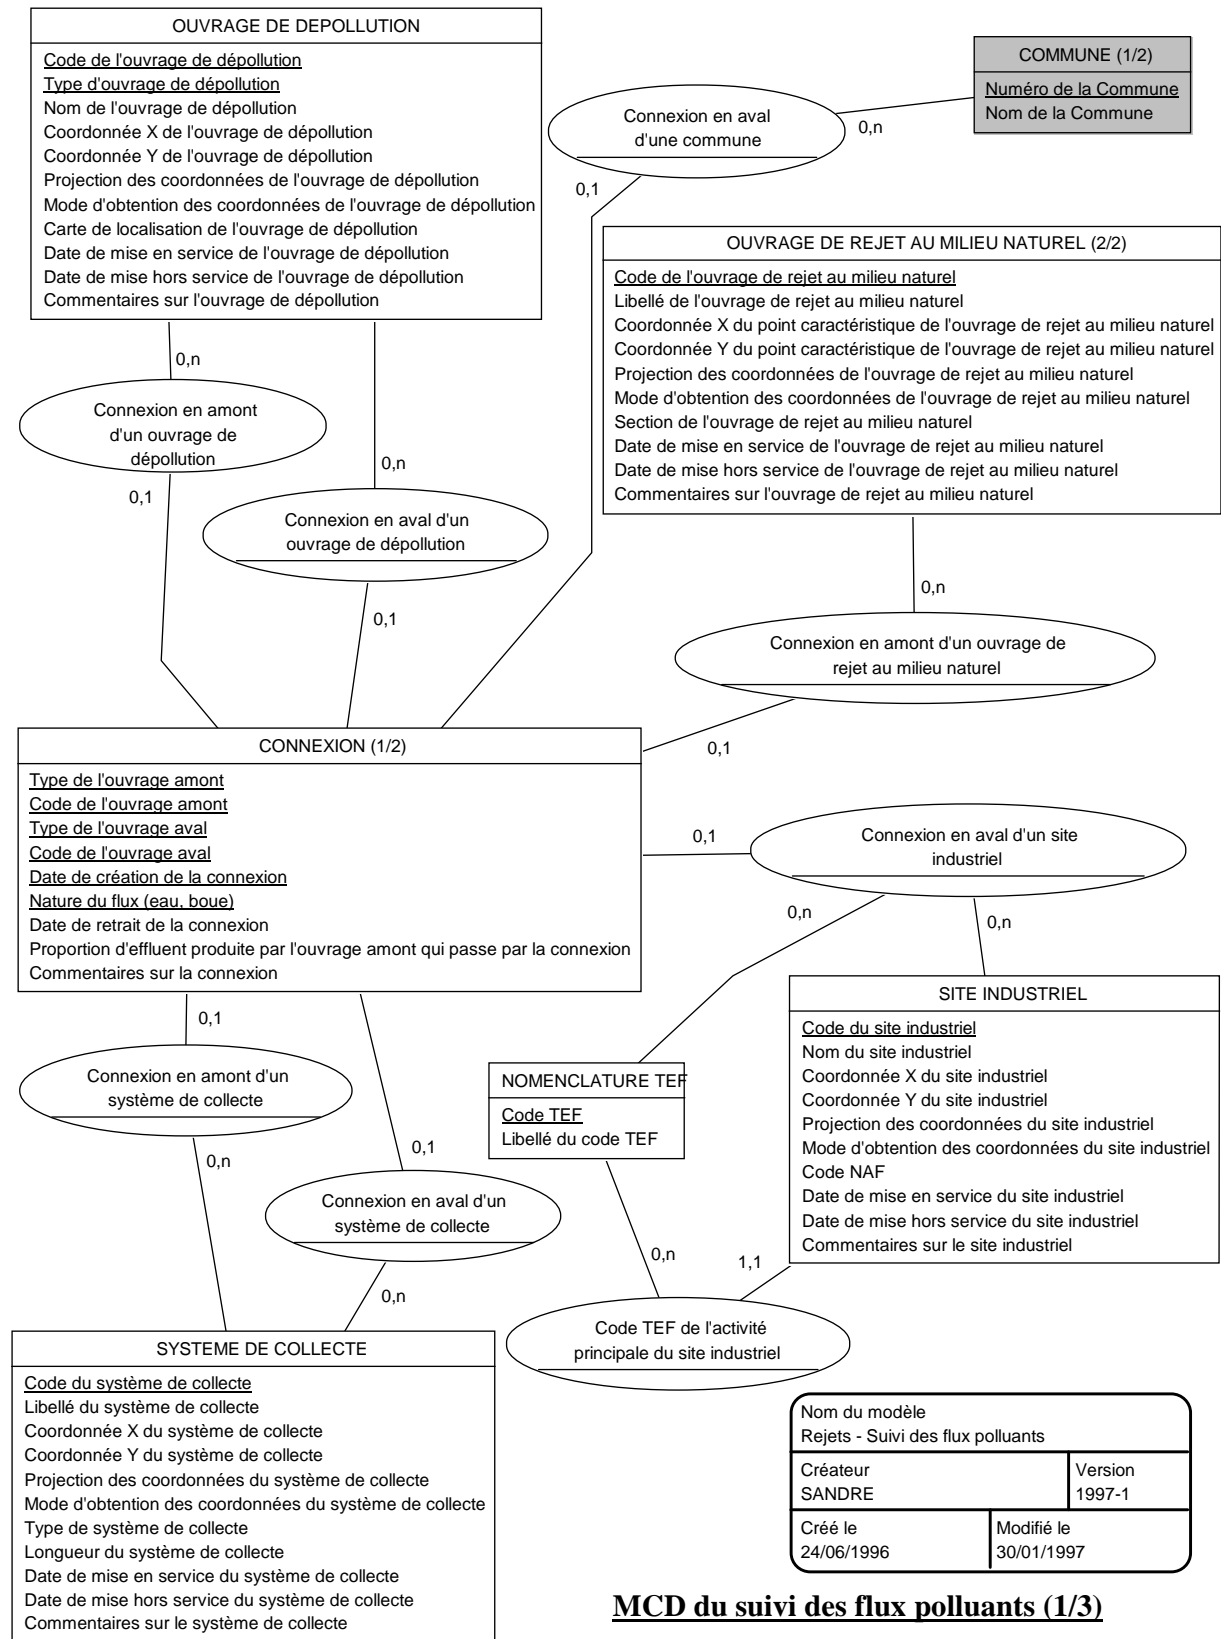 OUVRAGE DE DEPOLLUTION
Code de l'ouvrage de dépollution
Type d'ouvrage de dépollution
Nom de l'ouvrage de dépollution
Coordonnée X de l'ouvrage de dépollution
Coordonnée Y de l'ouvrage de dépollution
Projection des coordonnées de l'ouvrage de dépollution
Mode d'obtention des coordonnées de l'ouvrage de dépollution
Carte de localisation de l'ouvrage de dépollution
Date de mise en service de l'ouvrage de dépollution
Date de mise hors service de l'ouvrage de dépollution
Commentaires sur l'ouvrage de dépollution
COMMUNE (1/2)
Numéro de la Commune
Nom de la Commune
Connexion en aval
d'une commune
0,n
0,1
OUVRAGE DE REJET AU MILIEU NATUREL (2/2)
Code de l'ouvrage de rejet au milieu naturel
Libellé de l'ouvrage de rejet au milieu naturel
Coordonnée X du point caractéristique de l'ouvrage de rejet au milieu naturel
Coordonnée Y du point caractéristique de l'ouvrage de rejet au milieu naturel
Projection des coordonnées de l'ouvrage de rejet au milieu naturel
Mode d'obtention des coordonnées de l'ouvrage de rejet au milieu naturel
Section de l'ouvrage de rejet au milieu naturel
Date de mise en service de l'ouvrage de rejet au milieu naturel
Date de mise hors service de l'ouvrage de rejet au milieu naturel
Commentaires sur l'ouvrage de rejet au milieu naturel
0,n
Connexion en amont
d'un ouvrage de
dépollution
0,1
0,n
Connexion en aval d'un
ouvrage de dépollution
0,1
0,n
Connexion en amont d'un ouvrage de
rejet au milieu naturel
0,1
CONNEXION (1/2)
Type de l'ouvrage amont
Code de l'ouvrage amont
Type de l'ouvrage aval
Code de l'ouvrage aval
Date de création de la connexion
Nature du flux (eau, boue)
Date de retrait de la connexion
Proportion d'effluent produite par l'ouvrage amont qui passe par la connexion
Commentaires sur la connexion
0,1
Connexion en aval d'un site
industriel
0,n
0,n
SITE INDUSTRIEL
Code du site industriel
Nom du site industriel
Coordonnée X du site industriel
Coordonnée Y du site industriel
Projection des coordonnées du site industriel
Mode d'obtention des coordonnées du site industriel
Code NAF
Date de mise en service du site industriel
Date de mise hors service du site industriel
Commentaires sur le site industriel
0,1
Connexion en amont d'un
système de collecte
0,n
NOMENCLATURE TEF
Code TEF
Libellé du code TEF
0,1
Connexion en aval d'un
système de collecte
0,n
0,n
1,1
Code TEF de l'activité
principale du site industriel
SYSTEME DE COLLECTE
Code du système de collecte
Libellé du système de collecte
Coordonnée X du système de collecte
Coordonnée Y du système de collecte
Projection des coordonnées du système de collecte
Mode d'obtention des coordonnées du système de collecte
Type de système de collecte
Longueur du système de collecte
Date de mise en service du système de collecte
Date de mise hors service du système de collecte
Commentaires sur le système de collecte
Nom du modèle
Rejets - Suivi des flux polluants
Créateur
SANDRE
Version
1997-1
Créé le
24/06/1996
Modifié le
30/01/1997
MCD du suivi des flux polluants (1/3)